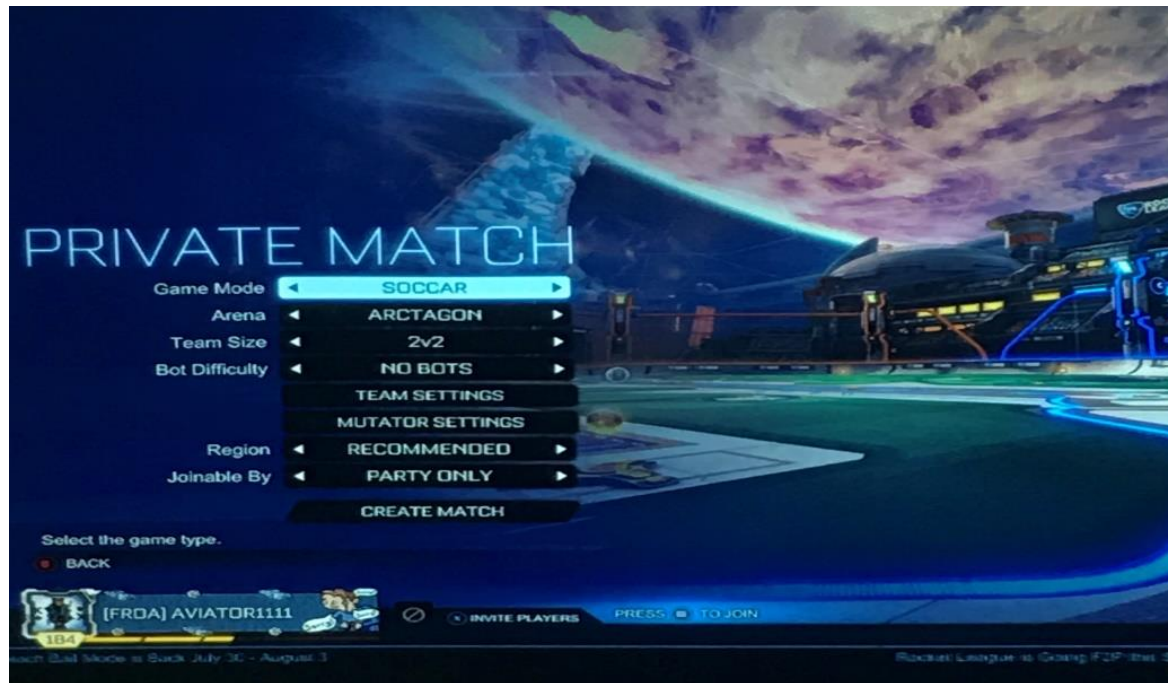 PRIVATE MATCH
Game Mode SOCCAR
Arena ARCTAGON
Team Size 2v2
Bot Difficulty NO BOTS
TEAM SETTINGS
MUTATOR SETTINGS
Region RECOMMENDED
Joinable By PARTY ONLY
CREATE MATCH
Select the game type.
BACK
[FRDA] AVIATOR1111
INVITE PLAYERS PRESS TO JOIN
184
Ball Mode is Back July 30 - August 3 Rocket League is Going F2P this